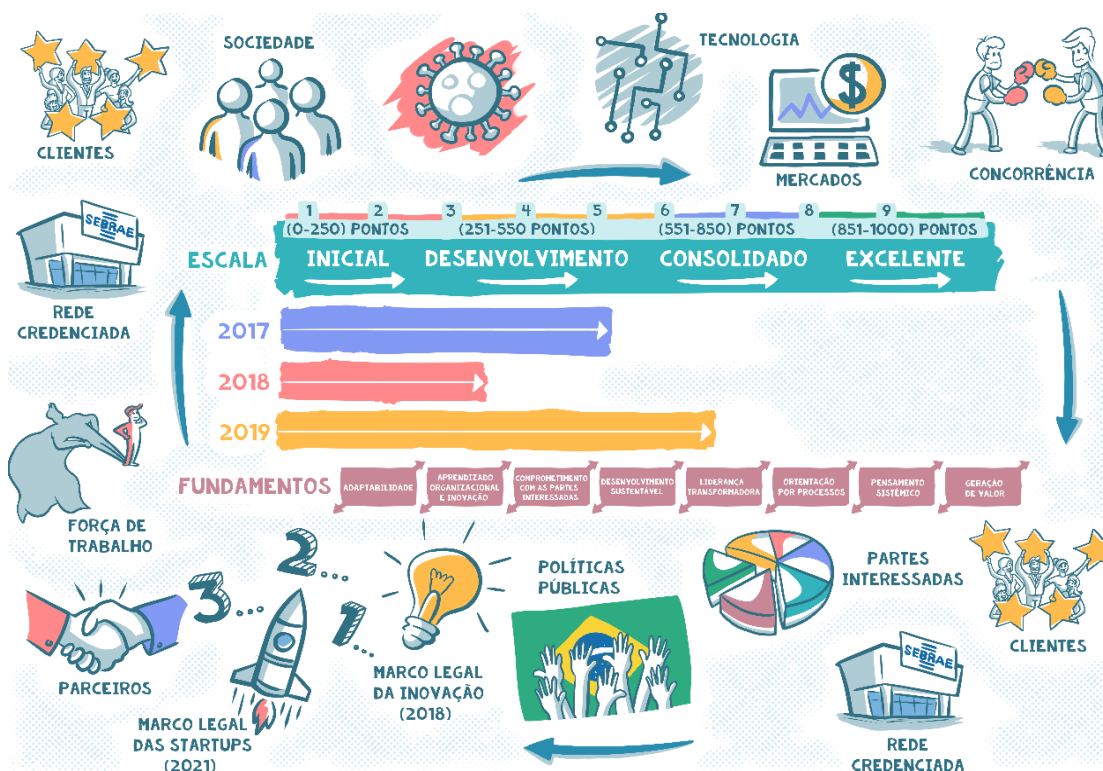 SOCIEDADE
TECNOLOGIA
$
CLIENTES
MERCADOS
CONCORRÊNCIA
SEBRAE
REDE
CREDENCIADA
1 2 3 4 5 6 7 8 9
(0-250) PONTOS (251-550 PONTOS) (551-850) PONTOS (851-1000) PONTOS
ESCALA INICIAL DESENVOLVIMENTO CONSOLIDADO EXCELENTE
2017
2018
2019
FUNDAMENTOS
ADAPTABILIDADE
APRENDIZADO
ORGANIZACIONAL
E INOVAÇÃO
COMPROMETIMENTO
COM AS PARTES
INTERESSADAS
DESENVOLVIMENTO
SUSTENTÁVEL
LIDERANÇA
TRANSFORMADORA
ORIENTAÇÃO
POR PROCESSOS
PENSAMENTO
SISTÊMICO
GERAÇÃO
DE VALOR
FORÇA DE
TRABALHO
PARCEIROS
3...
2...
1...
MARCO LEGAL
DAS STARTUPS
(2021)
MARCO LEGAL
DA INOVAÇÃO
(2018)
POLÍTICAS
PÚBLICAS
PARTES
INTERESSADAS
CLIENTES
SEBRAE
REDE
CREDENCIADA